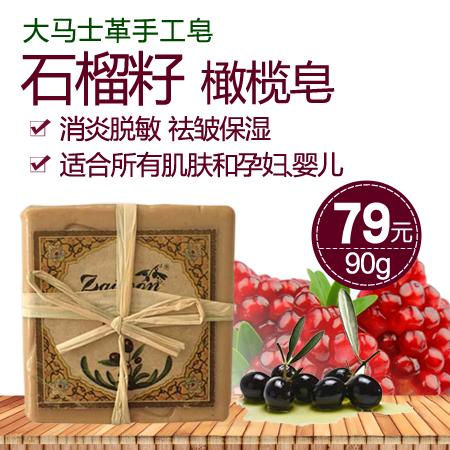 大马士革手工皂
石榴籽 橄榄皂
消炎脱敏 祛皱保湿
适合所有肌肤和孕妇、婴儿
79元
90g